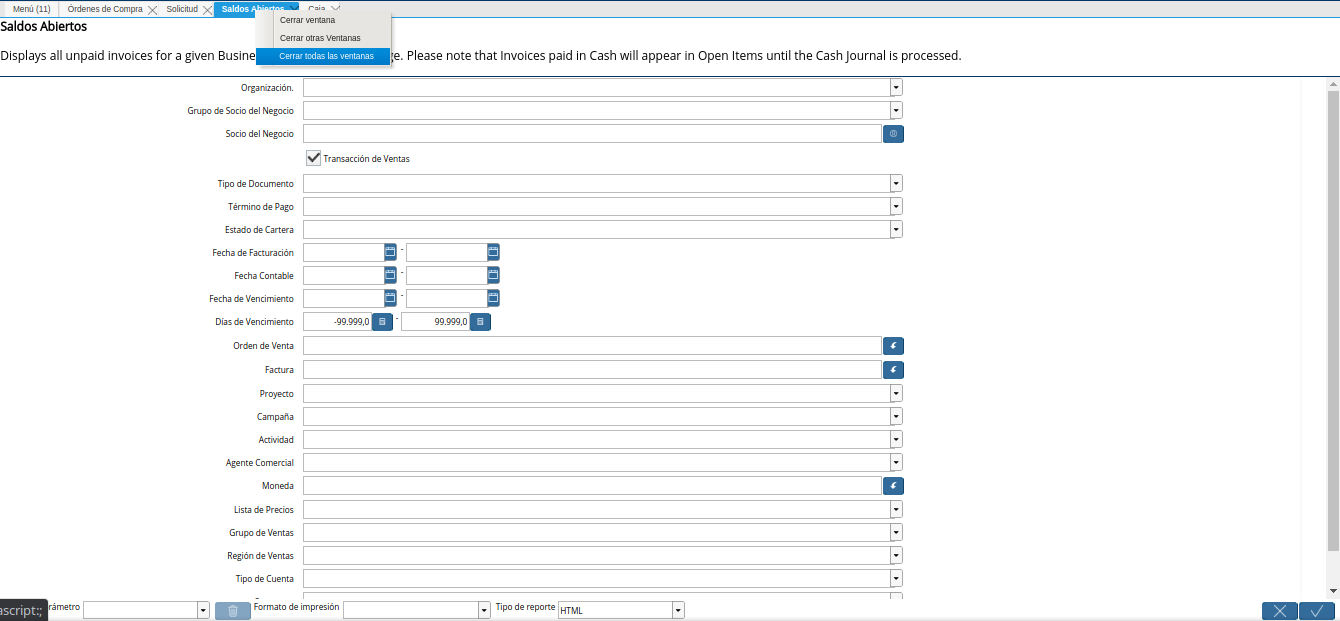 Menú (11)
Órdenes de Compra
Solicitud
Saldos Abiertos
Caja
Cerrar ventana
Cerrar otras Ventanas
Cerrar todas las ventanas
Saldos Abiertos
Displays all unpaid invoices for a given Busine ge. Please note that Invoices paid in Cash will appear in Open Items until the Cash Journal is processed.
Organización.
Grupo de Socio del Negocio
Socio del Negocio
Transacción de Ventas
Tipo de Documento
Término de Pago
Estado de Cartera
Fecha de Facturación -
Fecha Contable -
Fecha de Vencimiento -
Días de Vencimiento -99.999,0 - 99.999,0
Orden de Venta
Factura
Proyecto
Campaña
Actividad
Agente Comercial
Moneda
Lista de Precios
Grupo de Ventas
Región de Ventas
Tipo de Cuenta
ascript:;
rámetro
Formato de impresión
Tipo de reporte HTML